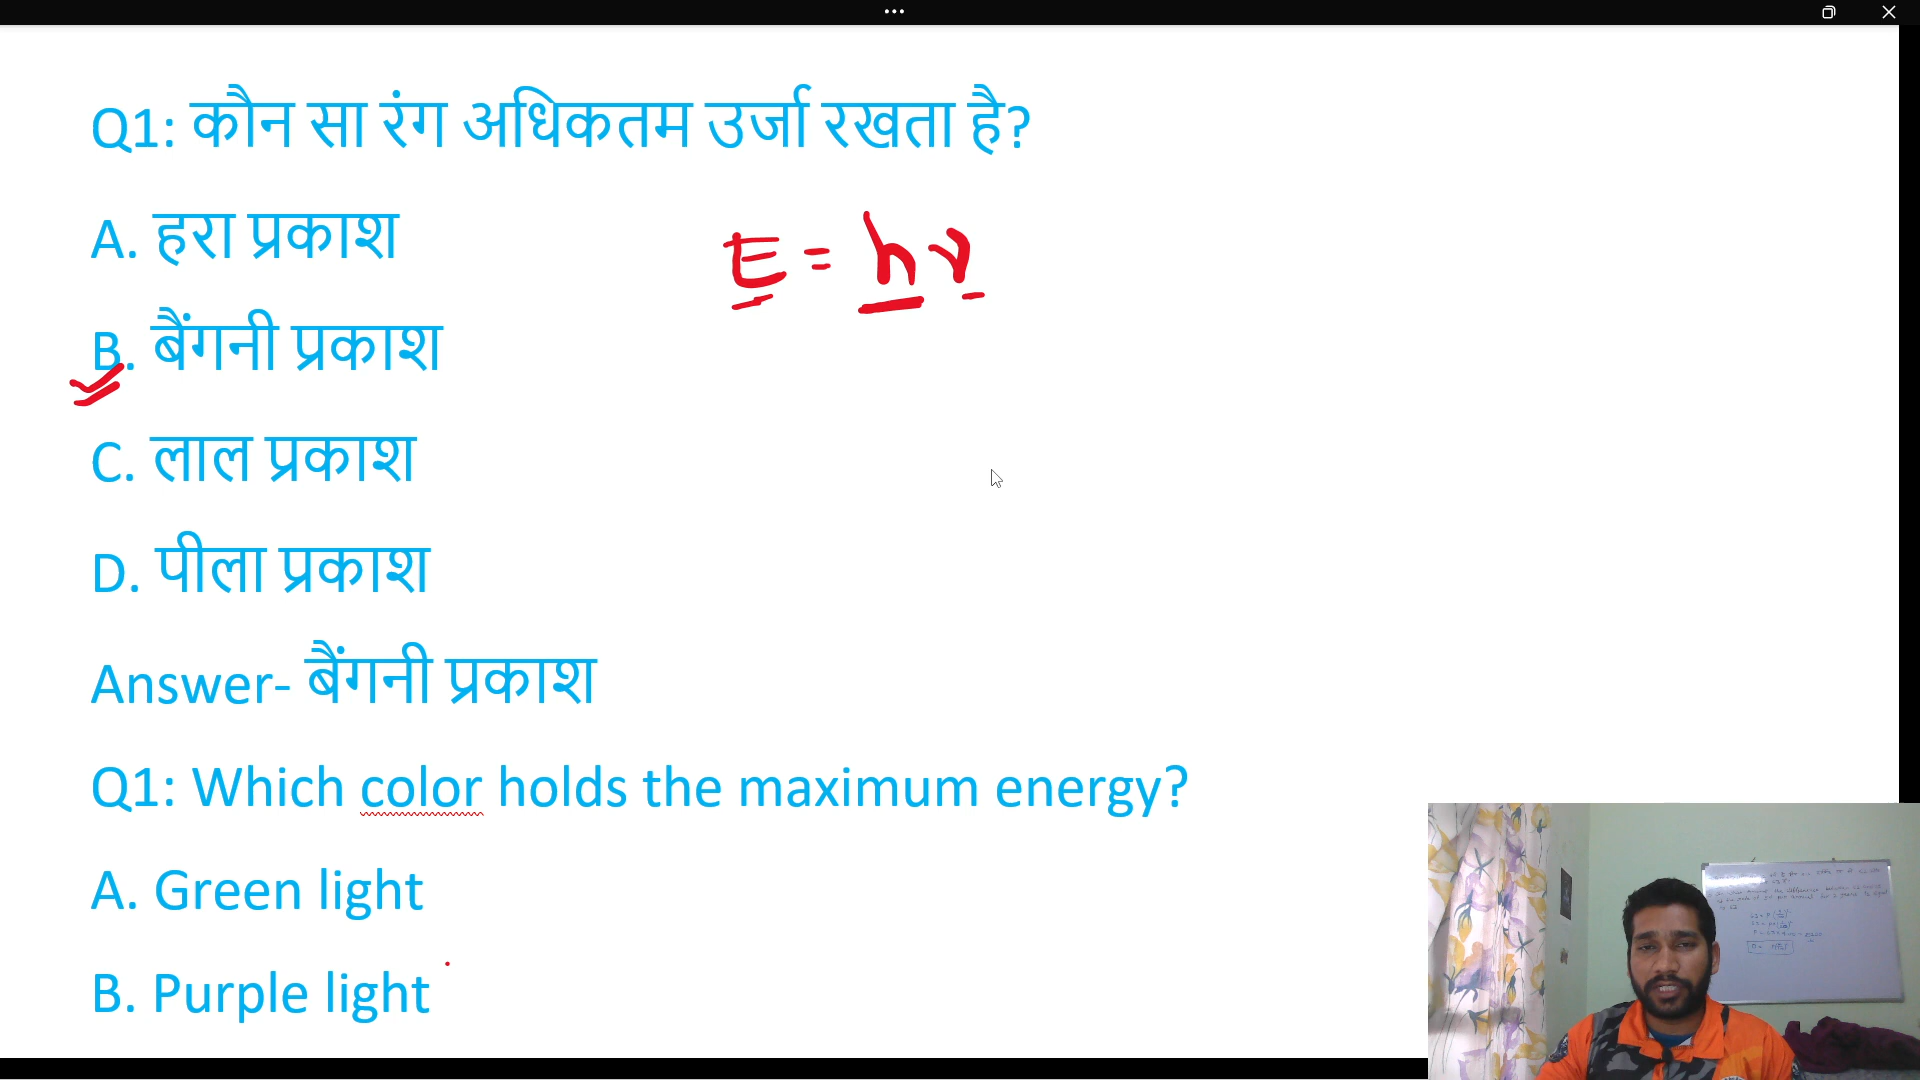 Q1: कौन सा रंग अधिकतम उर्जा रखता है?
A. हरा प्रकाश
E = hν
B. बैंगनी प्रकाश
C. लाल प्रकाश
D. पीला प्रकाश
Answer- बैंगनी प्रकाश
Q1: Which color holds the maximum energy?
A. Green light
B. Purple light